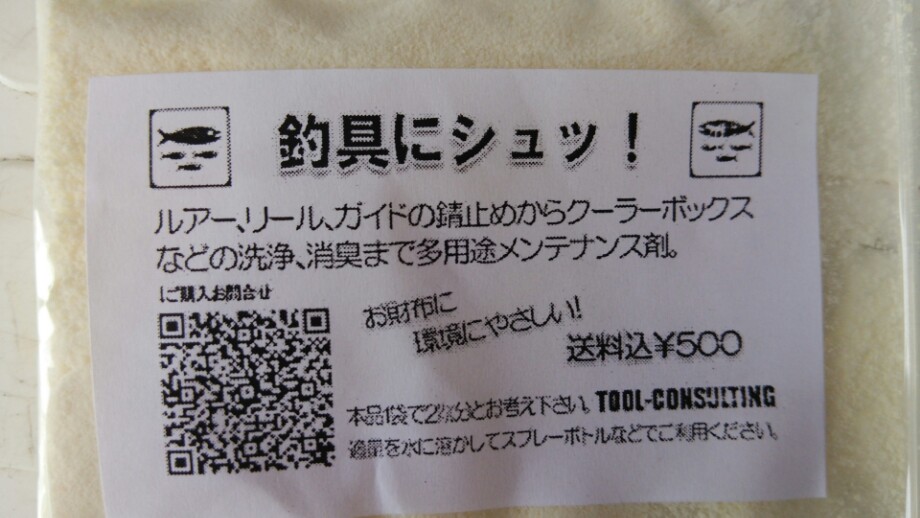 釣具にシュッ!
ルアー、リール、ガイドの錆止めからクーラーボックス
などの洗浄、消臭まで多用途メンテナンス剤。
ご購入お問合せ
お財布に
環境にやさしい!
送料込¥500
本品1袋で2㍑分とお考え下さい。 TOOL-CONSULTING
適量を水に溶かしてスプレーボトルなどでご利用ください。